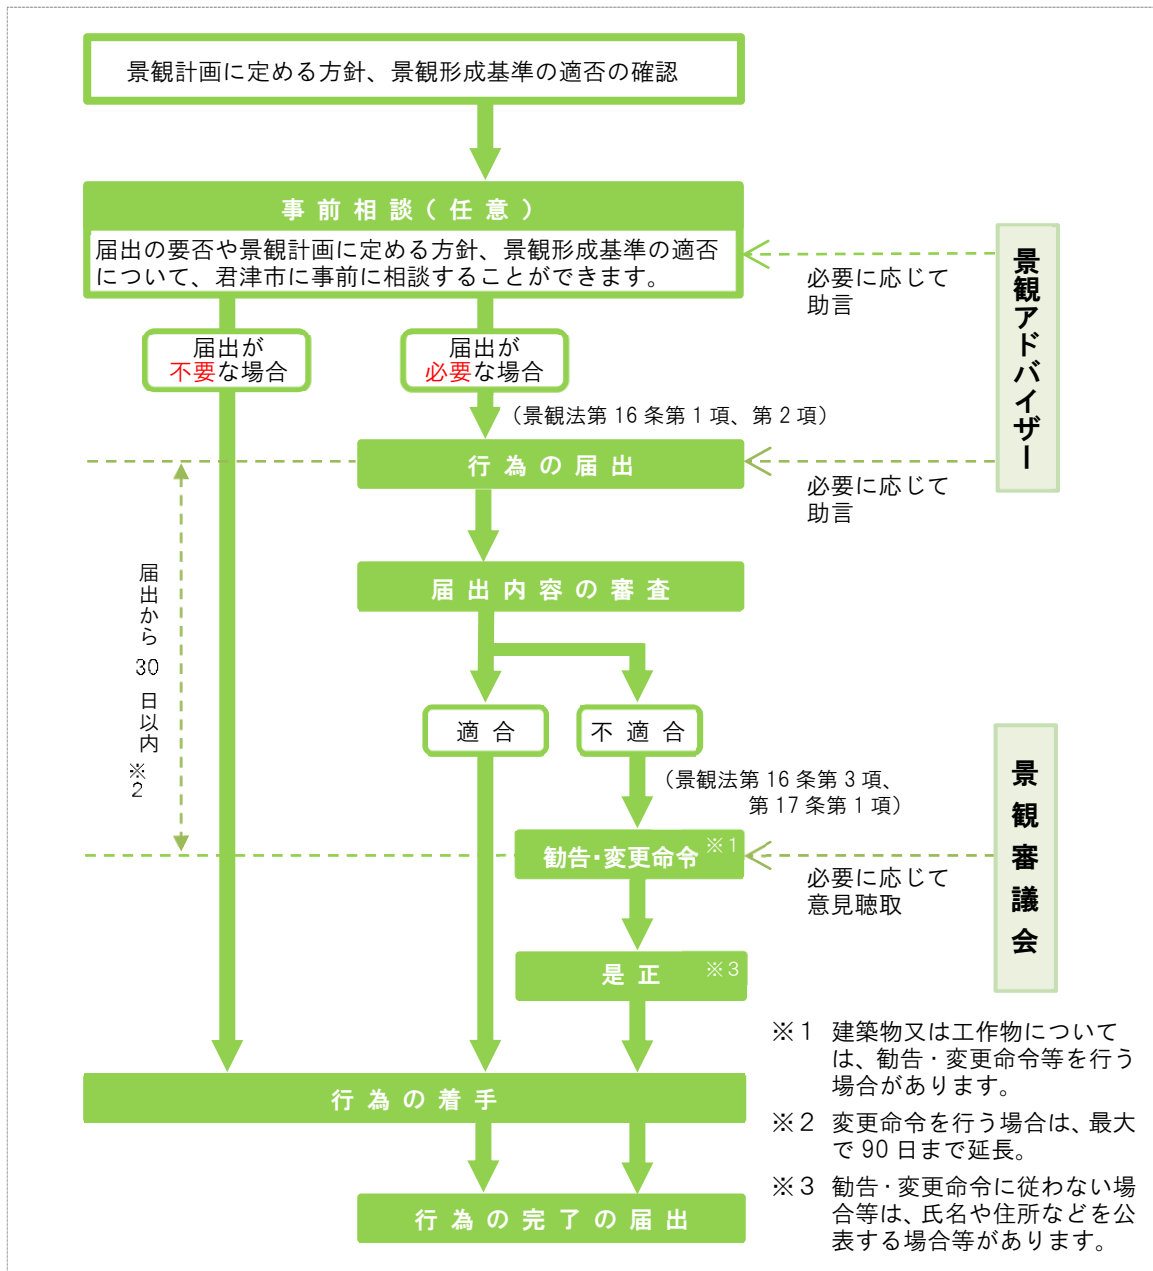 景観計画に定める方針、景観形成基準の適否の確認
事前相談(任意)
届出の要否や景観計画に定める方針、景観形成基準の適否
について、君津市に事前に相談することができます。
必要に応じて
助言
景観アドバイザー
届出が
不要な場合
届出が
必要な場合
(景観法第16条第1項、第2項)
行為の届出
必要に応じて
助言
届出内容の審査
届出から30日以内※2
適合
不適合
(景観法第16条第3項、
第17条第1項)
勧告・変更命令※1
必要に応じて
意見聴取
景観審議会
是正 ※3
行為の着手
行為の完了の届出
※1 建築物又は工作物について
は、勧告・変更命令等を行う
場合があります。
※2 変更命令を行う場合は、最大
で90日まで延長。
※3 勧告・変更命令に従わない場
合等は、氏名や住所などを公
表する場合等があります。